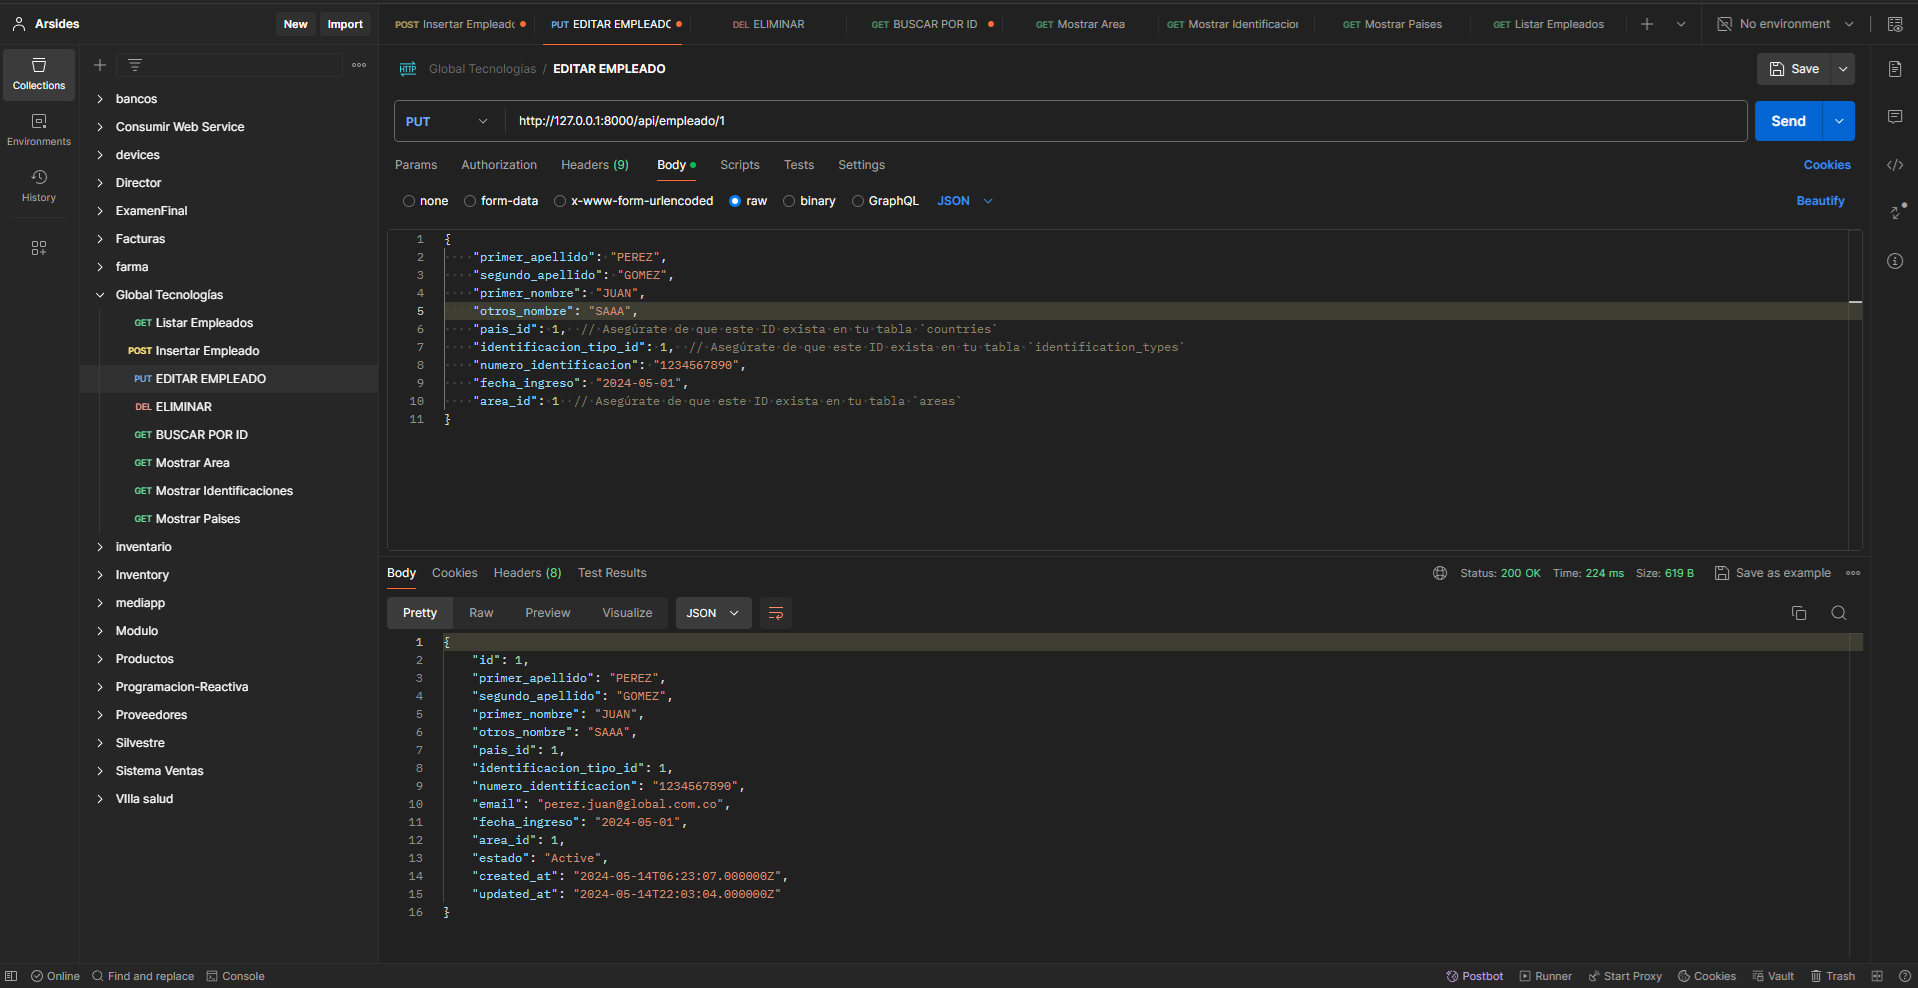 Arsides
New
Import
POST Insertar Empleadc
PUT EDITAR EMPLEADC
DEL ELIMINAR
GET BUSCAR POR ID
GET Mostrar Area
GET Mostrar Identificacior
GET Mostrar Paises
GET Listar Empleados
No environment
Collections
Environments
History
bancos
Consumir Web Service
devices
Director
ExamenFinal
Facturas
farma
Global Tecnologías
GET Listar Empleados
POST Insertar Empleado
PUT EDITAR EMPLEADO
DEL ELIMINAR
GET BUSCAR POR ID
GET Mostrar Area
GET Mostrar Identificaciones
GET Mostrar Paises
inventario
Inventory
mediapp
Modulo
Productos
Programacion-Reactiva
Proveedores
Silvestre
Sistema Ventas
VIlla salud
HTTP Global Tecnologías / EDITAR EMPLEADO
Save
PUT http://127.0.0.1:8000/api/empleado/1
Send
Params Authorization Headers (9) Body Scripts Tests Settings
Cookies
none form-data x-www-form-urlencoded raw binary GraphQL JSON
Beautify
1 {
2 "primer_apellido": "PEREZ",
3 "segundo_apellido": "GOMEZ",
4 "primer_nombre": "JUAN",
5 "otros_nombre": "SAAA",
6 "pais_id": 1, // Asegúrate de que este ID exista en tu tabla `countries`
7 "identificacion_tipo_id": 1, // Asegúrate de que este ID exista en tu tabla `identification_types`
8 "numero_identificacion": "1234567890",
9 "fecha_ingreso": "2024-05-01",
10 "area_id": 1 // Asegúrate de que este ID exista en tu tabla `areas`
11 }
Body Cookies Headers (8) Test Results
Status: 200 OK Time: 224 ms Size: 619 B
Save as example
Pretty Raw Preview Visualize JSON
1 {
2 "id": 1,
3 "primer_apellido": "PEREZ",
4 "segundo_apellido": "GOMEZ",
5 "primer_nombre": "JUAN",
6 "otros_nombre": "SAAA",
7 "pais_id": 1,
8 "identificacion_tipo_id": 1,
9 "numero_identificacion": "1234567890",
10 "email": "perez.juan@global.com.co",
11 "fecha_ingreso": "2024-05-01",
12 "area_id": 1,
13 "estado": "Active",
14 "created_at": "2024-05-14T06:23:07.000000Z",
15 "updated_at": "2024-05-14T22:03:04.000000Z"
16 }
Online Find and replace Console
Postbot Runner Start Proxy Cookies Vault Trash